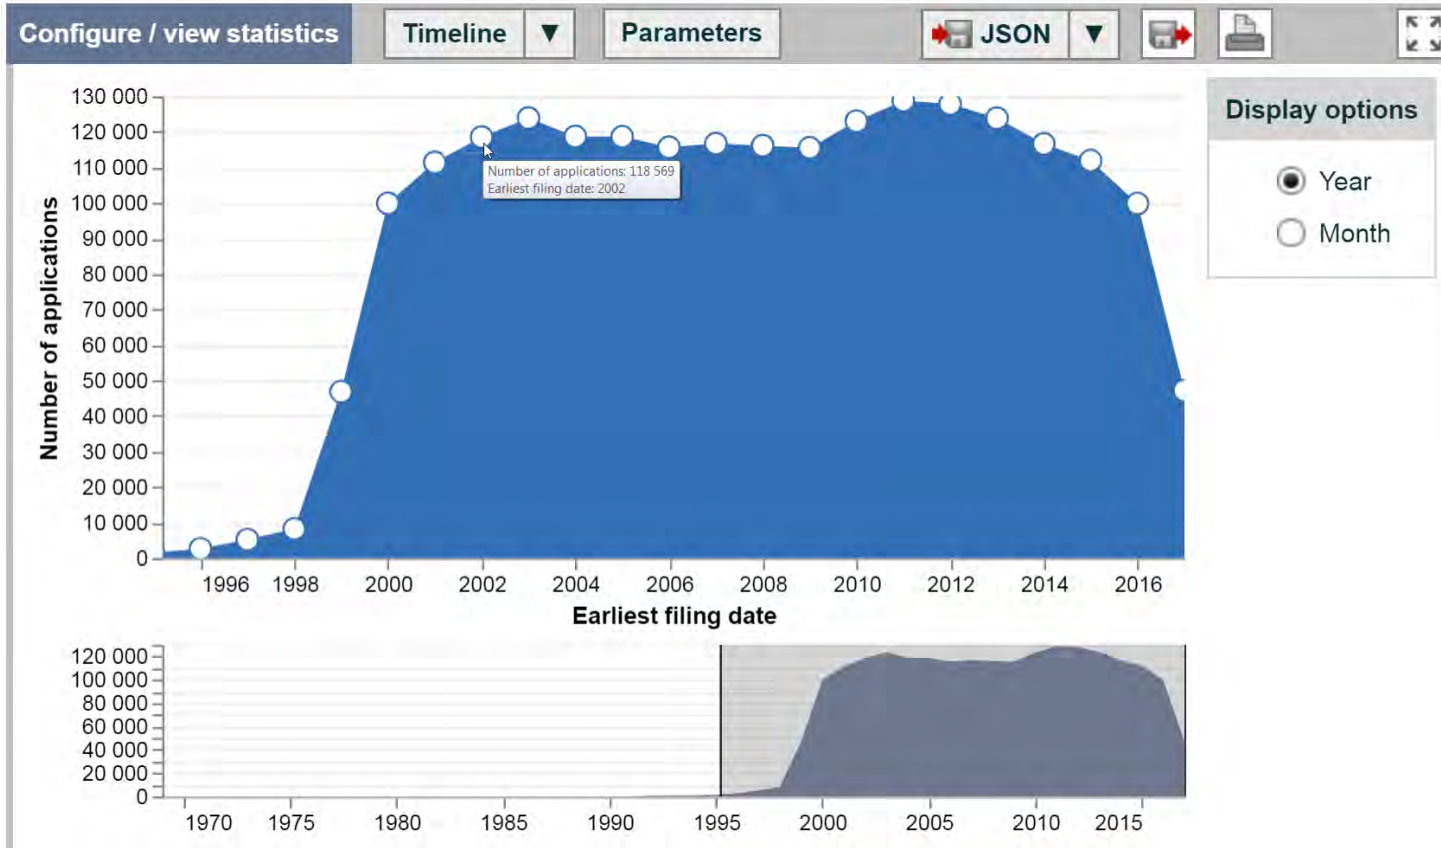 Configure / view statistics Timeline ▼ Parameters JSON ▼
Display options
Year
Month
Number of applications
130 000
120 000
110 000
100 000
90 000
80 000
70 000
60 000
50 000
40 000
30 000
20 000
10 000
0
Number of applications: 118 569
Earliest filing date: 2002
1996 1998 2000 2002 2004 2006 2008 2010 2012 2014 2016
Earliest filing date
120 000
100 000
80 000
60 000
40 000
20 000
0
1970 1975 1980 1985 1990 1995 2000 2005 2010 2015